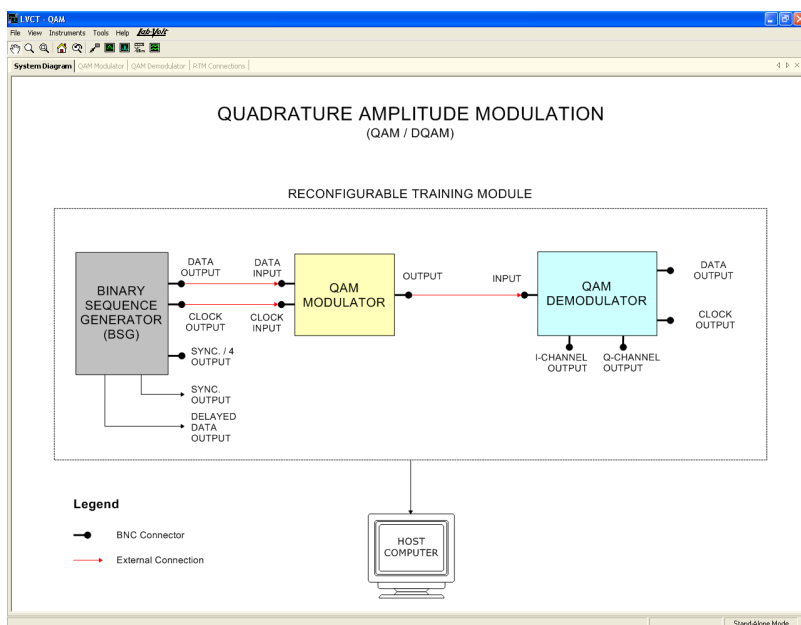 LVCT - QAM
File View Instruments Tools Help Lab-Volt
System Diagram QAM Modulator QAM Demodulator RTM Connections
QUADRATURE AMPLITUDE MODULATION
(QAM / DQAM)
RECONFIGURABLE TRAINING MODULE
BINARY
SEQUENCE
GENERATOR
(BSG)
DATA
OUTPUT
DATA
INPUT
CLOCK
OUTPUT
CLOCK
INPUT
SYNC. / 4
OUTPUT
SYNC.
OUTPUT
DELAYED
DATA
OUTPUT
QAM
MODULATOR
OUTPUT
INPUT
QAM
DEMODULATOR
DATA
OUTPUT
CLOCK
OUTPUT
I-CHANNEL
OUTPUT
Q-CHANNEL
OUTPUT
HOST
COMPUTER
Legend
BNC Connector
External Connection
Stand-Alone Mode